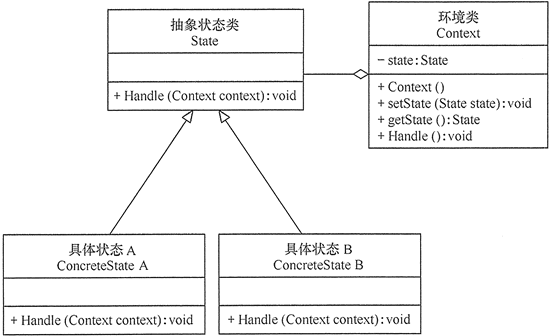 抽象状态类
State
+ Handle (Context context) : void
环境类
Context
− state : State
+ Context ()
+ setState (State state) : void
+ getState () : State
+ Handle () : void
具体状态 A
ConcreteState A
+ Handle (Context context) : void
具体状态 B
ConcreteState B
+ Handle (Context context) : void